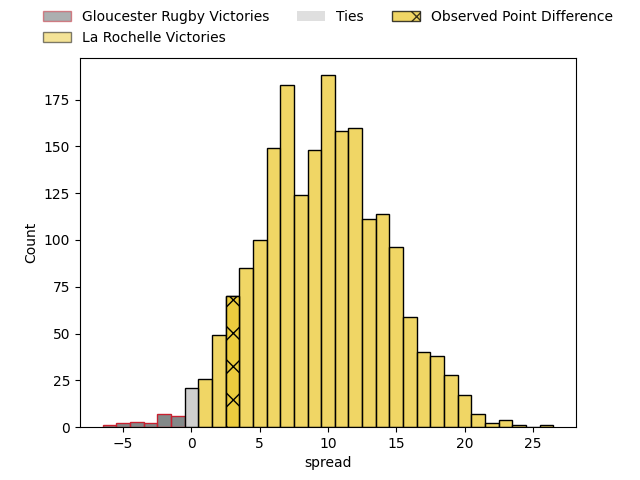 Gloucester Rugby Victories
Ties
Observed Point Difference
La Rochelle Victories
175
150
125
100
75
50
25
0
Count
−5
0
5
10
15
20
25
spread